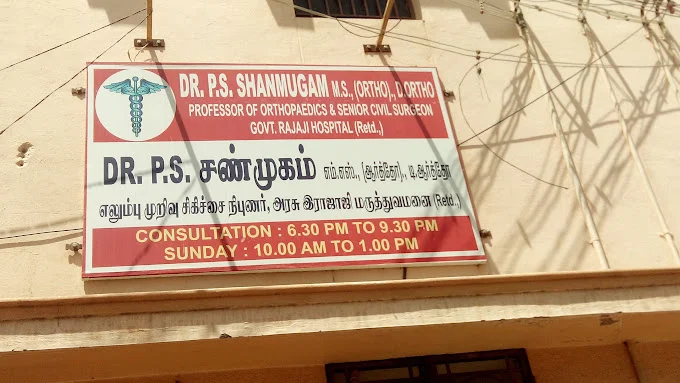 DR. P.S. SHANMUGAM M.S., (ORTHO)., D.ORTHO
PROFESSOR OF ORTHOPAEDICS & SENIOR CIVIL SURGEON
GOVT. RAJAJI HOSPITAL (Retd.,)
DR. P.S. சண்முகம் எம்.எஸ்., (ஆர்த்தோ)., டி.ஆர்த்தோ
எலும்பு முறிவு சிகிச்சை நிபுணர், அரசு இராஜாஜி மருத்துவமனை (Retd.,)
CONSULTATION : 6.30 PM TO 9.30 PM
SUNDAY : 10.00 AM TO 1.00 PM